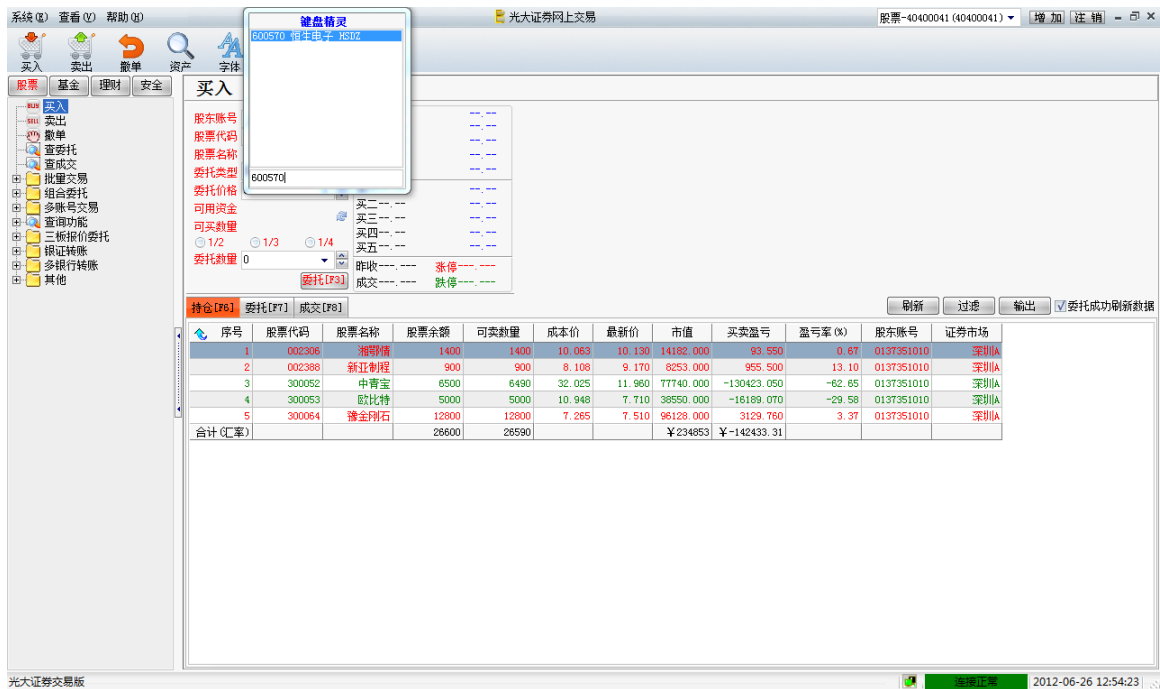 系统(R) 查看(V) 帮助(H)
光大证券网上交易
股票-40400041(40400041) 增加 注销
买入 卖出 撤单 资产 字体
键盘精灵
600570 恒生电子 HSDZ
600570
股票 基金 理财 安全
买入
卖出
撤单
查委托
查成交
批量交易
组合委托
多账号交易
查询功能
三板报价委托
银证转账
多银行转账
其他
买入
股东账号
股票代码
股票名称
委托类型
委托价格
可用资金
可买数量
1/2 1/3 1/4
委托数量 0
委托[F3]
--.--
--.--
--.--
--.--
--.--
--.--
买二--.-- --.--
买三--.-- --.--
买四--.-- --.--
买五--.-- --.--
昨收---.--- 涨停---.---
成交---.--- 跌停---.---
持仓[F6] 委托[F7] 成交[F8] 刷新 过滤 输出 委托成功刷新数据
序号 股票代码 股票名称 股票余额 可卖数量 成本价 最新价 市值 买卖盈亏 盈亏率(%) 股东账号 证券市场
1 002306 湘鄂情 1400 1400 10.063 10.130 14182.000 93.550 0.67 0137351010 深圳A
2 002388 新亚制程 900 900 8.108 9.170 8253.000 955.500 13.10 0137351010 深圳A
3 300052 中青宝 6500 6490 32.025 11.960 77740.000 -130423.050 -62.65 0137351010 深圳A
4 300053 欧比特 5000 5000 10.948 7.710 38550.000 -16189.070 -29.58 0137351010 深圳A
5 300064 豫金刚石 12800 12800 7.265 7.510 96128.000 3129.760 3.37 0137351010 深圳A
合计(汇率) 26600 26590 ￥234853 ￥-142433.31
光大证券交易版
连接正常 2012-06-26 12:54:23